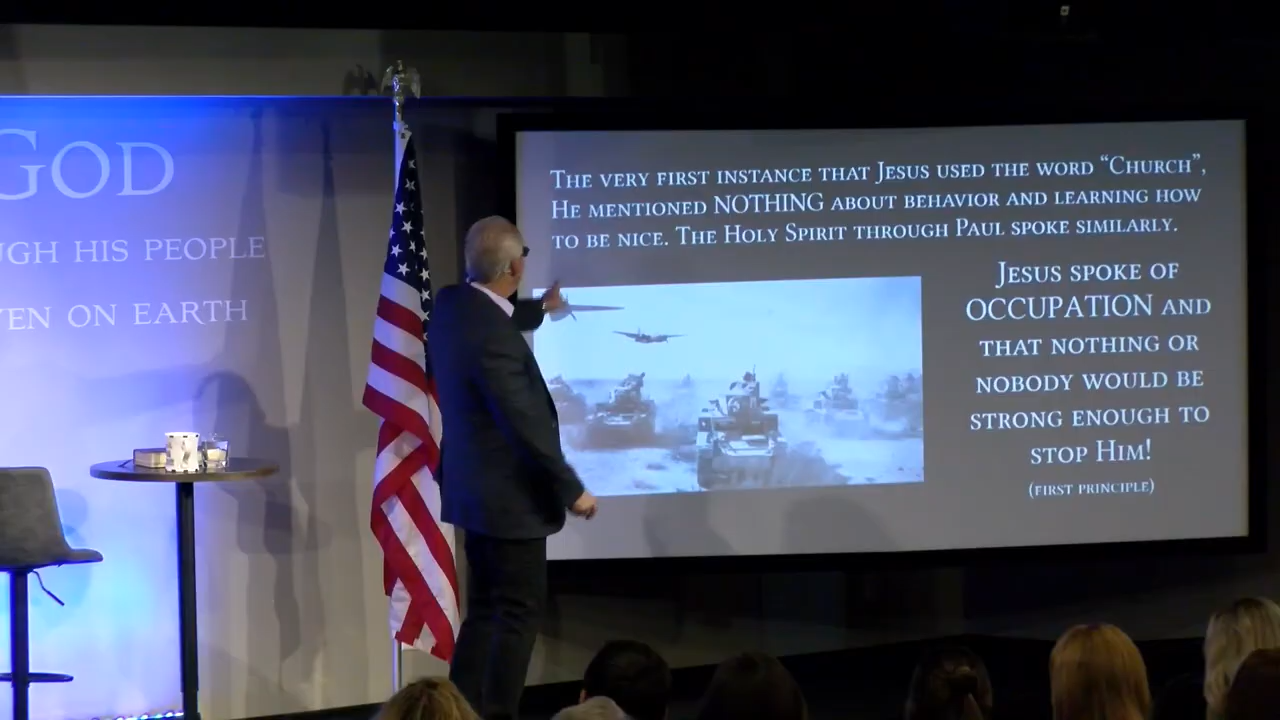 God
ugh his people
ven on earth
The very first instance that Jesus used the word “Church”,
He mentioned NOTHING about behavior and learning how
to be nice. The Holy Spirit through Paul spoke similarly.
Jesus spoke of
OCCUPATION and
that nothing or
nobody would be
strong enough to
stop Him!
(first principle)